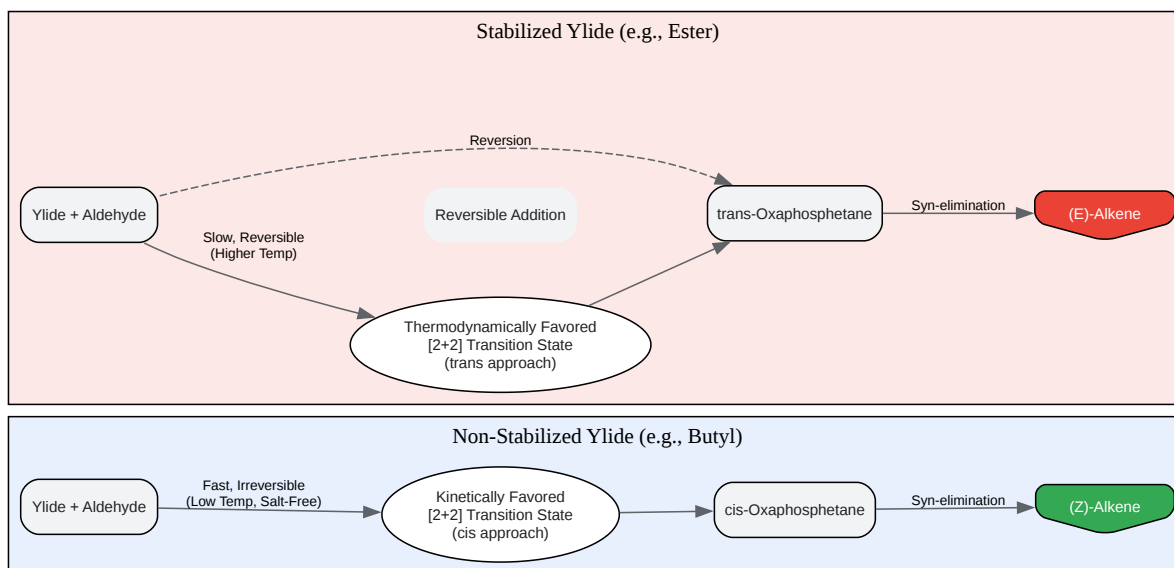 Stabilized Ylide (e.g., Ester)
Reversion
Ylide + Aldehyde
Reversible Addition
trans-Oxaphosphetane
Syn-elimination
(E)-Alkene
Slow, Reversible
(Higher Temp)
Thermodynamically Favored
[2+2] Transition State
(trans approach)
Non-Stabilized Ylide (e.g., Butyl)
Ylide + Aldehyde
Fast, Irreversible
(Low Temp, Salt-Free)
Kinetically Favored
[2+2] Transition State
(cis approach)
cis-Oxaphosphetane
Syn-elimination
(Z)-Alkene